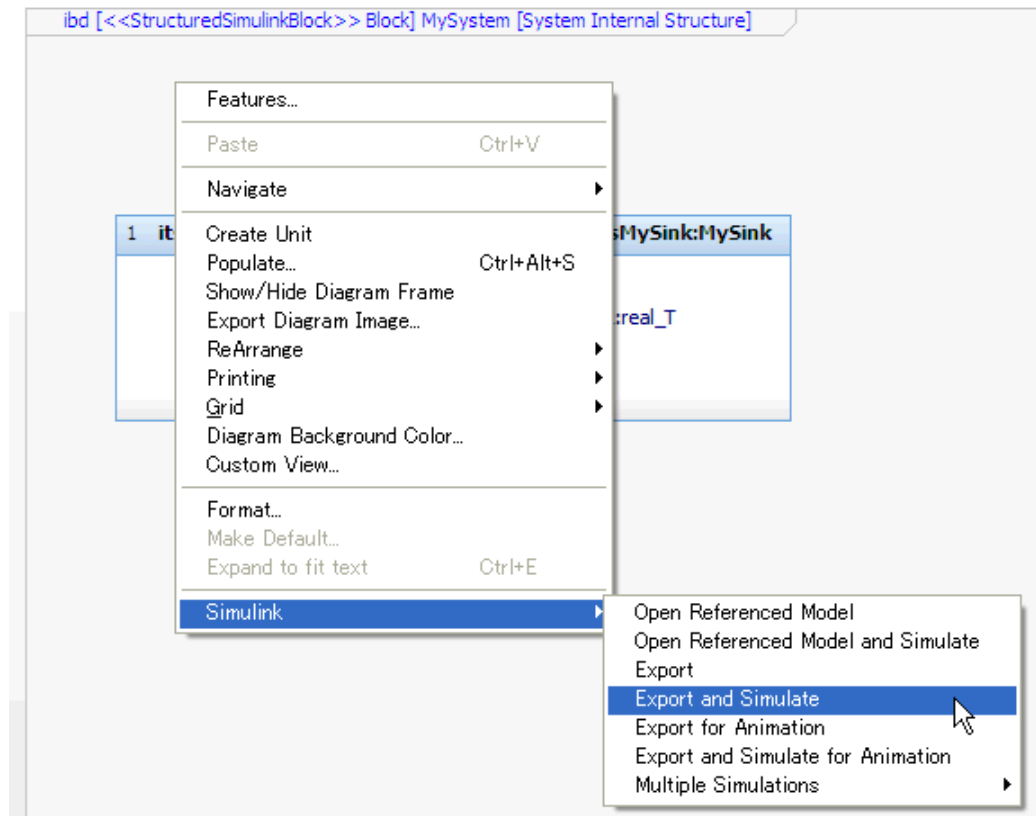 ibd [<<StructuredSimulinkBlock>> Block] MySystem [System Internal Structure]
Features...
Paste Ctrl+V
Navigate
1 it sMySink:MySink
Create Unit
Populate... Ctrl+Alt+S
Show/Hide Diagram Frame
Export Diagram Image...
:real_T
ReArrange
Printing
Grid
Diagram Background Color...
Custom View...
Format...
Make Default...
Expand to fit text Ctrl+E
Simulink
Open Referenced Model
Open Referenced Model and Simulate
Export
Export and Simulate
Export for Animation
Export and Simulate for Animation
Multiple Simulations